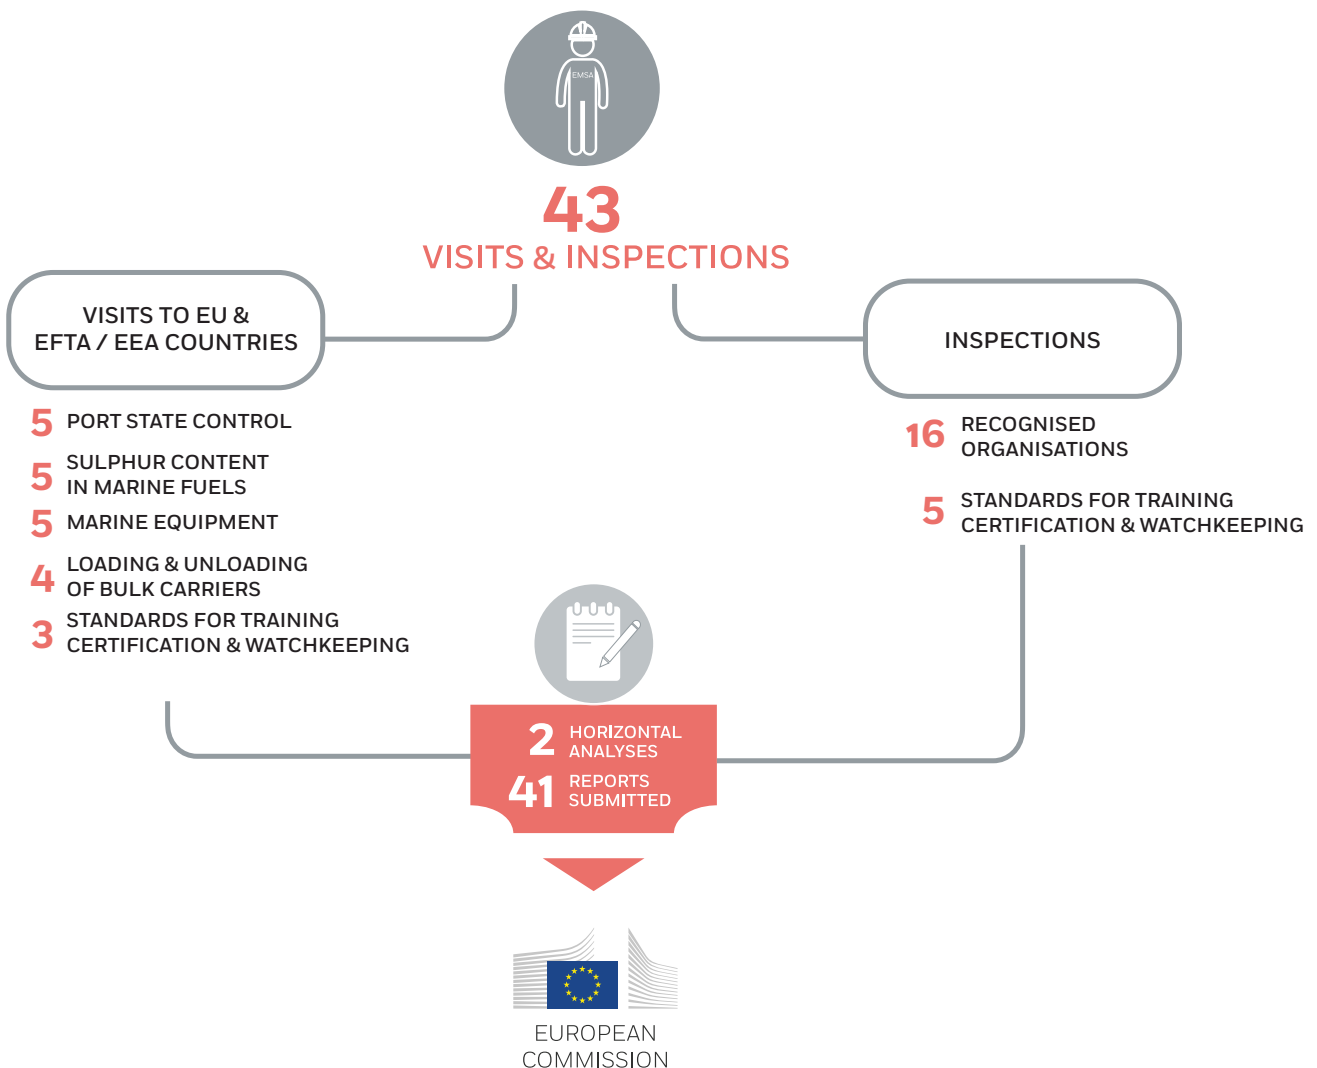 EMSA
43
VISITS & INSPECTIONS
VISITS TO EU &
EFTA / EEA COUNTRIES
5 PORT STATE CONTROL
5 SULPHUR CONTENT
IN MARINE FUELS
5 MARINE EQUIPMENT
4 LOADING & UNLOADING
OF BULK CARRIERS
3 STANDARDS FOR TRAINING
CERTIFICATION & WATCHKEEPING
INSPECTIONS
16 RECOGNISED
ORGANISATIONS
5 STANDARDS FOR TRAINING
CERTIFICATION & WATCHKEEPING
2 HORIZONTAL
ANALYSES
41 REPORTS
SUBMITTED
EUROPEAN
COMMISSION